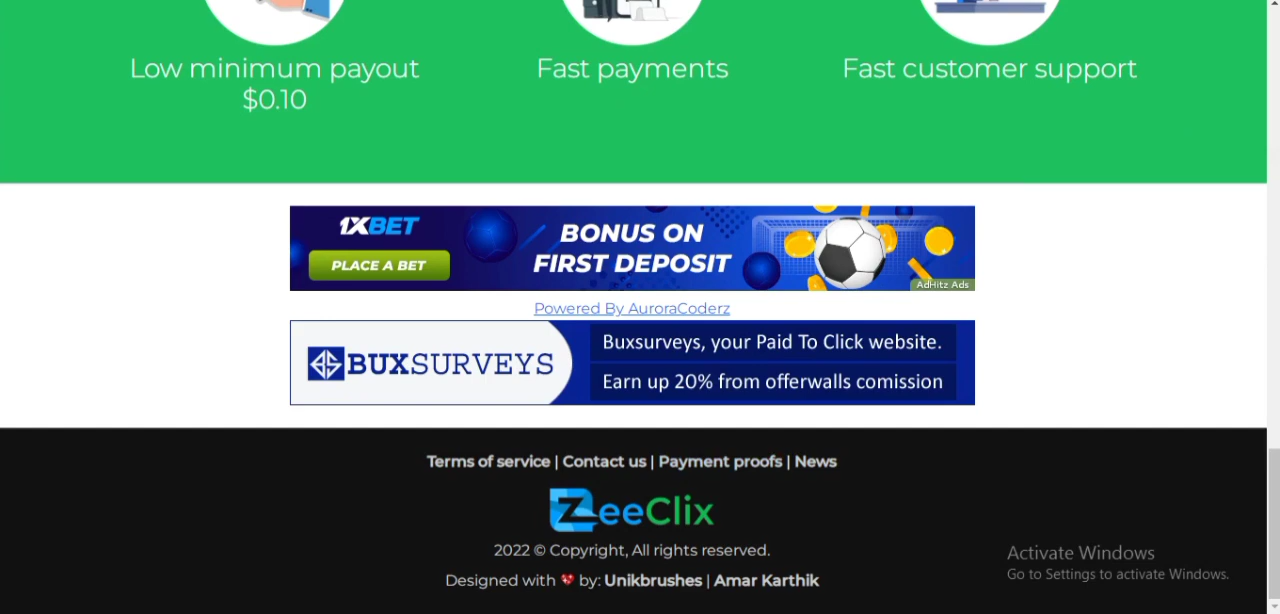 Low minimum payout
$0.10
Fast payments
Fast customer support
1XBET
PLACE A BET
BONUS ON
FIRST DEPOSIT
AdHitz Ads
Powered By AuroraCoderz
BUXSURVEYS
Buxsurveys, your Paid To Click website.
Earn up 20% from offerwalls comission
Terms of service | Contact us | Payment proofs | News
ZeeClix
2022 © Copyright, All rights reserved.
Designed with 💖 by: Unikbrushes | Amar Karthik
Activate Windows
Go to Settings to activate Windows.